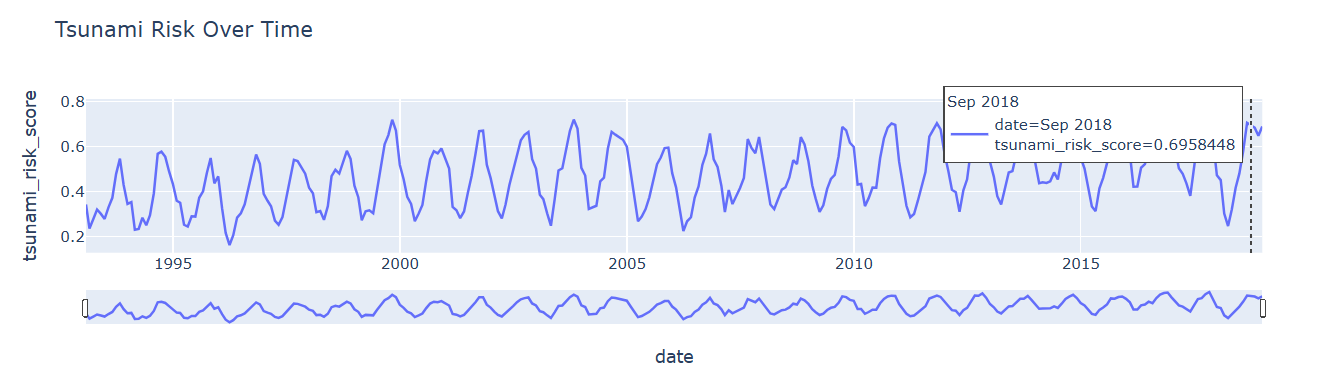 Tsunami Risk Over Time
tsunami_risk_score
0.8
0.6
0.4
0.2
Sep 2018
date=Sep 2018
tsunami_risk_score=0.6958448
1995
2000
2005
2010
2015
date